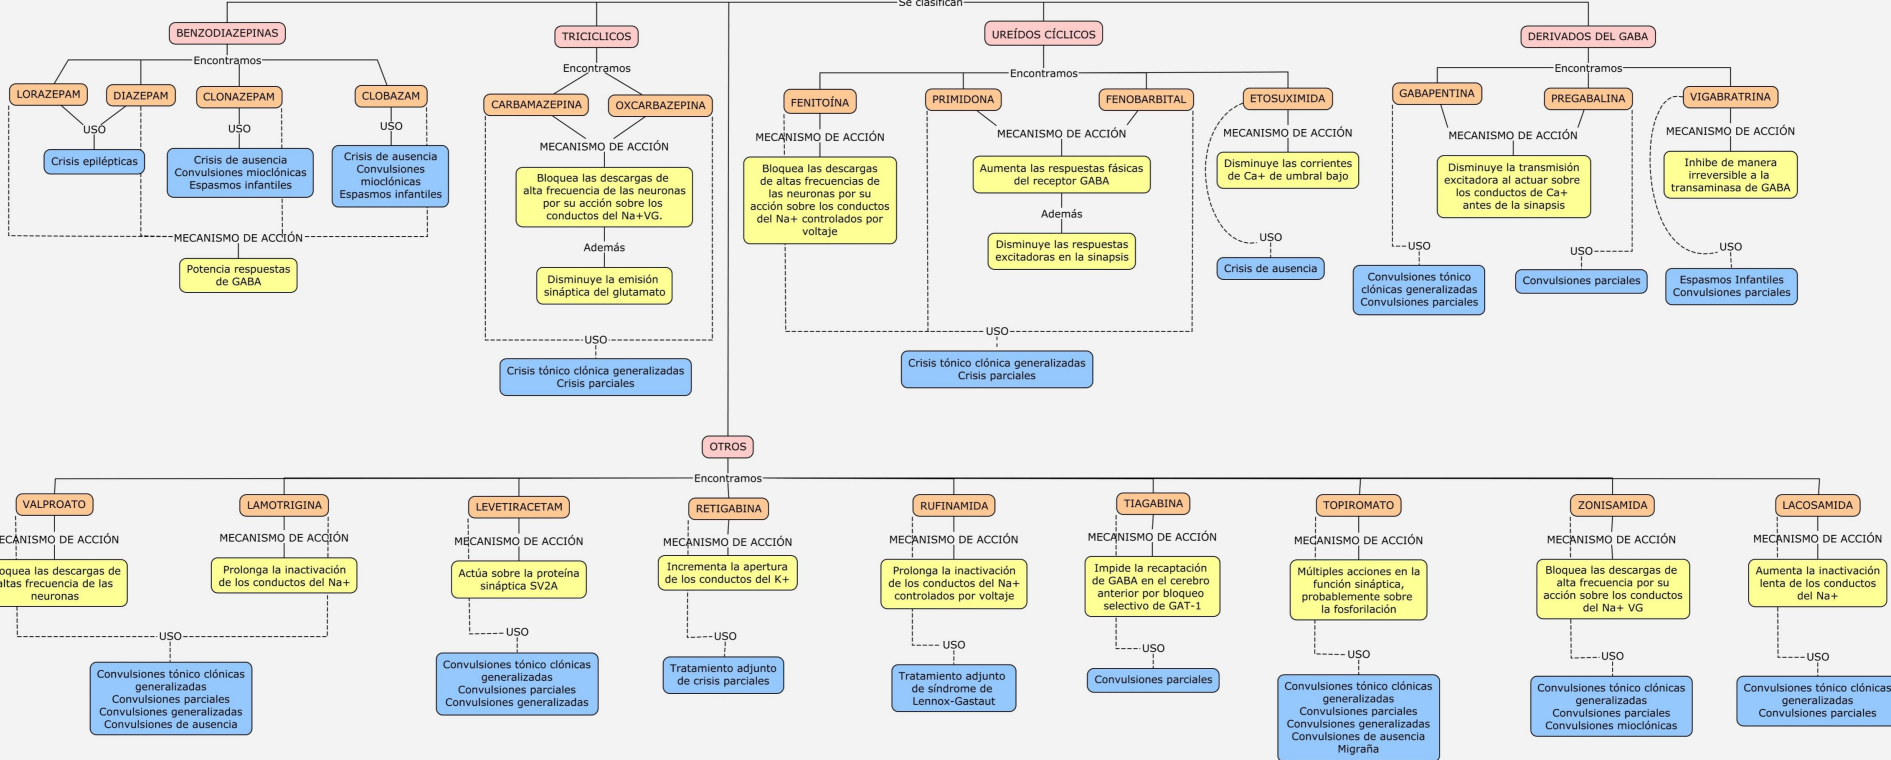 Se clasifican
BENZODIAZEPINAS
Encontramos
LORAZEPAM
DIAZEPAM
CLONAZEPAM
CLOBAZAM
USO
Crisis epilépticas
USO
Crisis de ausencia
Convulsiones mioclónicas
Espasmos infantiles
USO
Crisis de ausencia
Convulsiones
mioclónicas
Espasmos infantiles
MECANISMO DE ACCIÓN
Potencia respuestas
de GABA
TRICICLICOS
Encontramos
CARBAMAZEPINA
OXCARBAZEPINA
MECANISMO DE ACCIÓN
Bloquea las descargas de
alta frecuencia de las neuronas
por su acción sobre los
conductos del Na+VG.
Además
Disminuye la emisión
sináptica del glutamato
USO
Crisis tónico clónica generalizadas
Crisis parciales
UREÍDOS CÍCLICOS
Encontramos
FENITOÍNA
PRIMIDONA
FENOBARBITAL
ETOSUXIMIDA
MECANISMO DE ACCIÓN
Bloquea las descargas
de altas frecuencias de
las neuronas por su
acción sobre los conductos
del Na+ controlados por
voltaje
MECANISMO DE ACCIÓN
Aumenta las respuestas fásicas
del receptor GABA
Además
Disminuye las respuestas
excitadoras en la sinapsis
MECANISMO DE ACCIÓN
Disminuye las corrientes
de Ca+ de umbral bajo
USO
Crisis de ausencia
USO
Crisis tónico clónica generalizadas
Crisis parciales
DERIVADOS DEL GABA
Encontramos
GABAPENTINA
PREGABALINA
VIGABRATRINA
MECANISMO DE ACCIÓN
Disminuye la transmisión
excitadora al actuar sobre
los conductos de Ca+
antes de la sinapsis
MECANISMO DE ACCIÓN
Inhibe de manera
irreversible a la
transaminasa de GABA
USO
Convulsiones tónico
clónicas generalizadas
Convulsiones parciales
USO
Convulsiones parciales
USO
Espasmos Infantiles
Convulsiones parciales
OTROS
Encontramos
VALPROATO
LAMOTRIGINA
LEVETIRACETAM
RETIGABINA
RUFINAMIDA
TIAGABINA
TOPIROMATO
ZONISAMIDA
LACOSAMIDA
ECANISMO DE ACCIÓN
oquea las descargas de
altas frecuencia de las
neuronas
MECANISMO DE ACCIÓN
Prolonga la inactivación
de los conductos del Na+
USO
Convulsiones tónico clónicas
generalizadas
Convulsiones parciales
Convulsiones generalizadas
Convulsiones de ausencia
MECANISMO DE ACCIÓN
Actúa sobre la proteína
sináptica SV2A
USO
Convulsiones tónico clónicas
generalizadas
Convulsiones parciales
Convulsiones generalizadas
MECANISMO DE ACCIÓN
Incrementa la apertura
de los conductos del K+
USO
Tratamiento adjunto
de crisis parciales
MECANISMO DE ACCIÓN
Prolonga la inactivación
de los conductos del Na+
controlados por voltaje
USO
Tratamiento adjunto
de síndrome de
Lennox-Gastaut
MECANISMO DE ACCIÓN
Impide la recaptación
de GABA en el cerebro
anterior por bloqueo
selectivo de GAT-1
USO
Convulsiones parciales
MECANISMO DE ACCIÓN
Múltiples acciones en la
función sináptica,
probablemente sobre
la fosforilación
USO
Convulsiones tónico clónicas
generalizadas
Convulsiones parciales
Convulsiones generalizadas
Convulsiones de ausencia
Migraña
MECANISMO DE ACCIÓN
Bloquea las descargas de
alta frecuencia por su
acción sobre los conductos
del Na+ VG
USO
Convulsiones tónico clónicas
generalizadas
Convulsiones parciales
Convulsiones mioclónicas
MECANISMO DE ACCIÓN
Aumenta la inactivación
lenta de los conductos
del Na+
USO
Convulsiones tónico clónicas
generalizadas
Convulsiones parciales